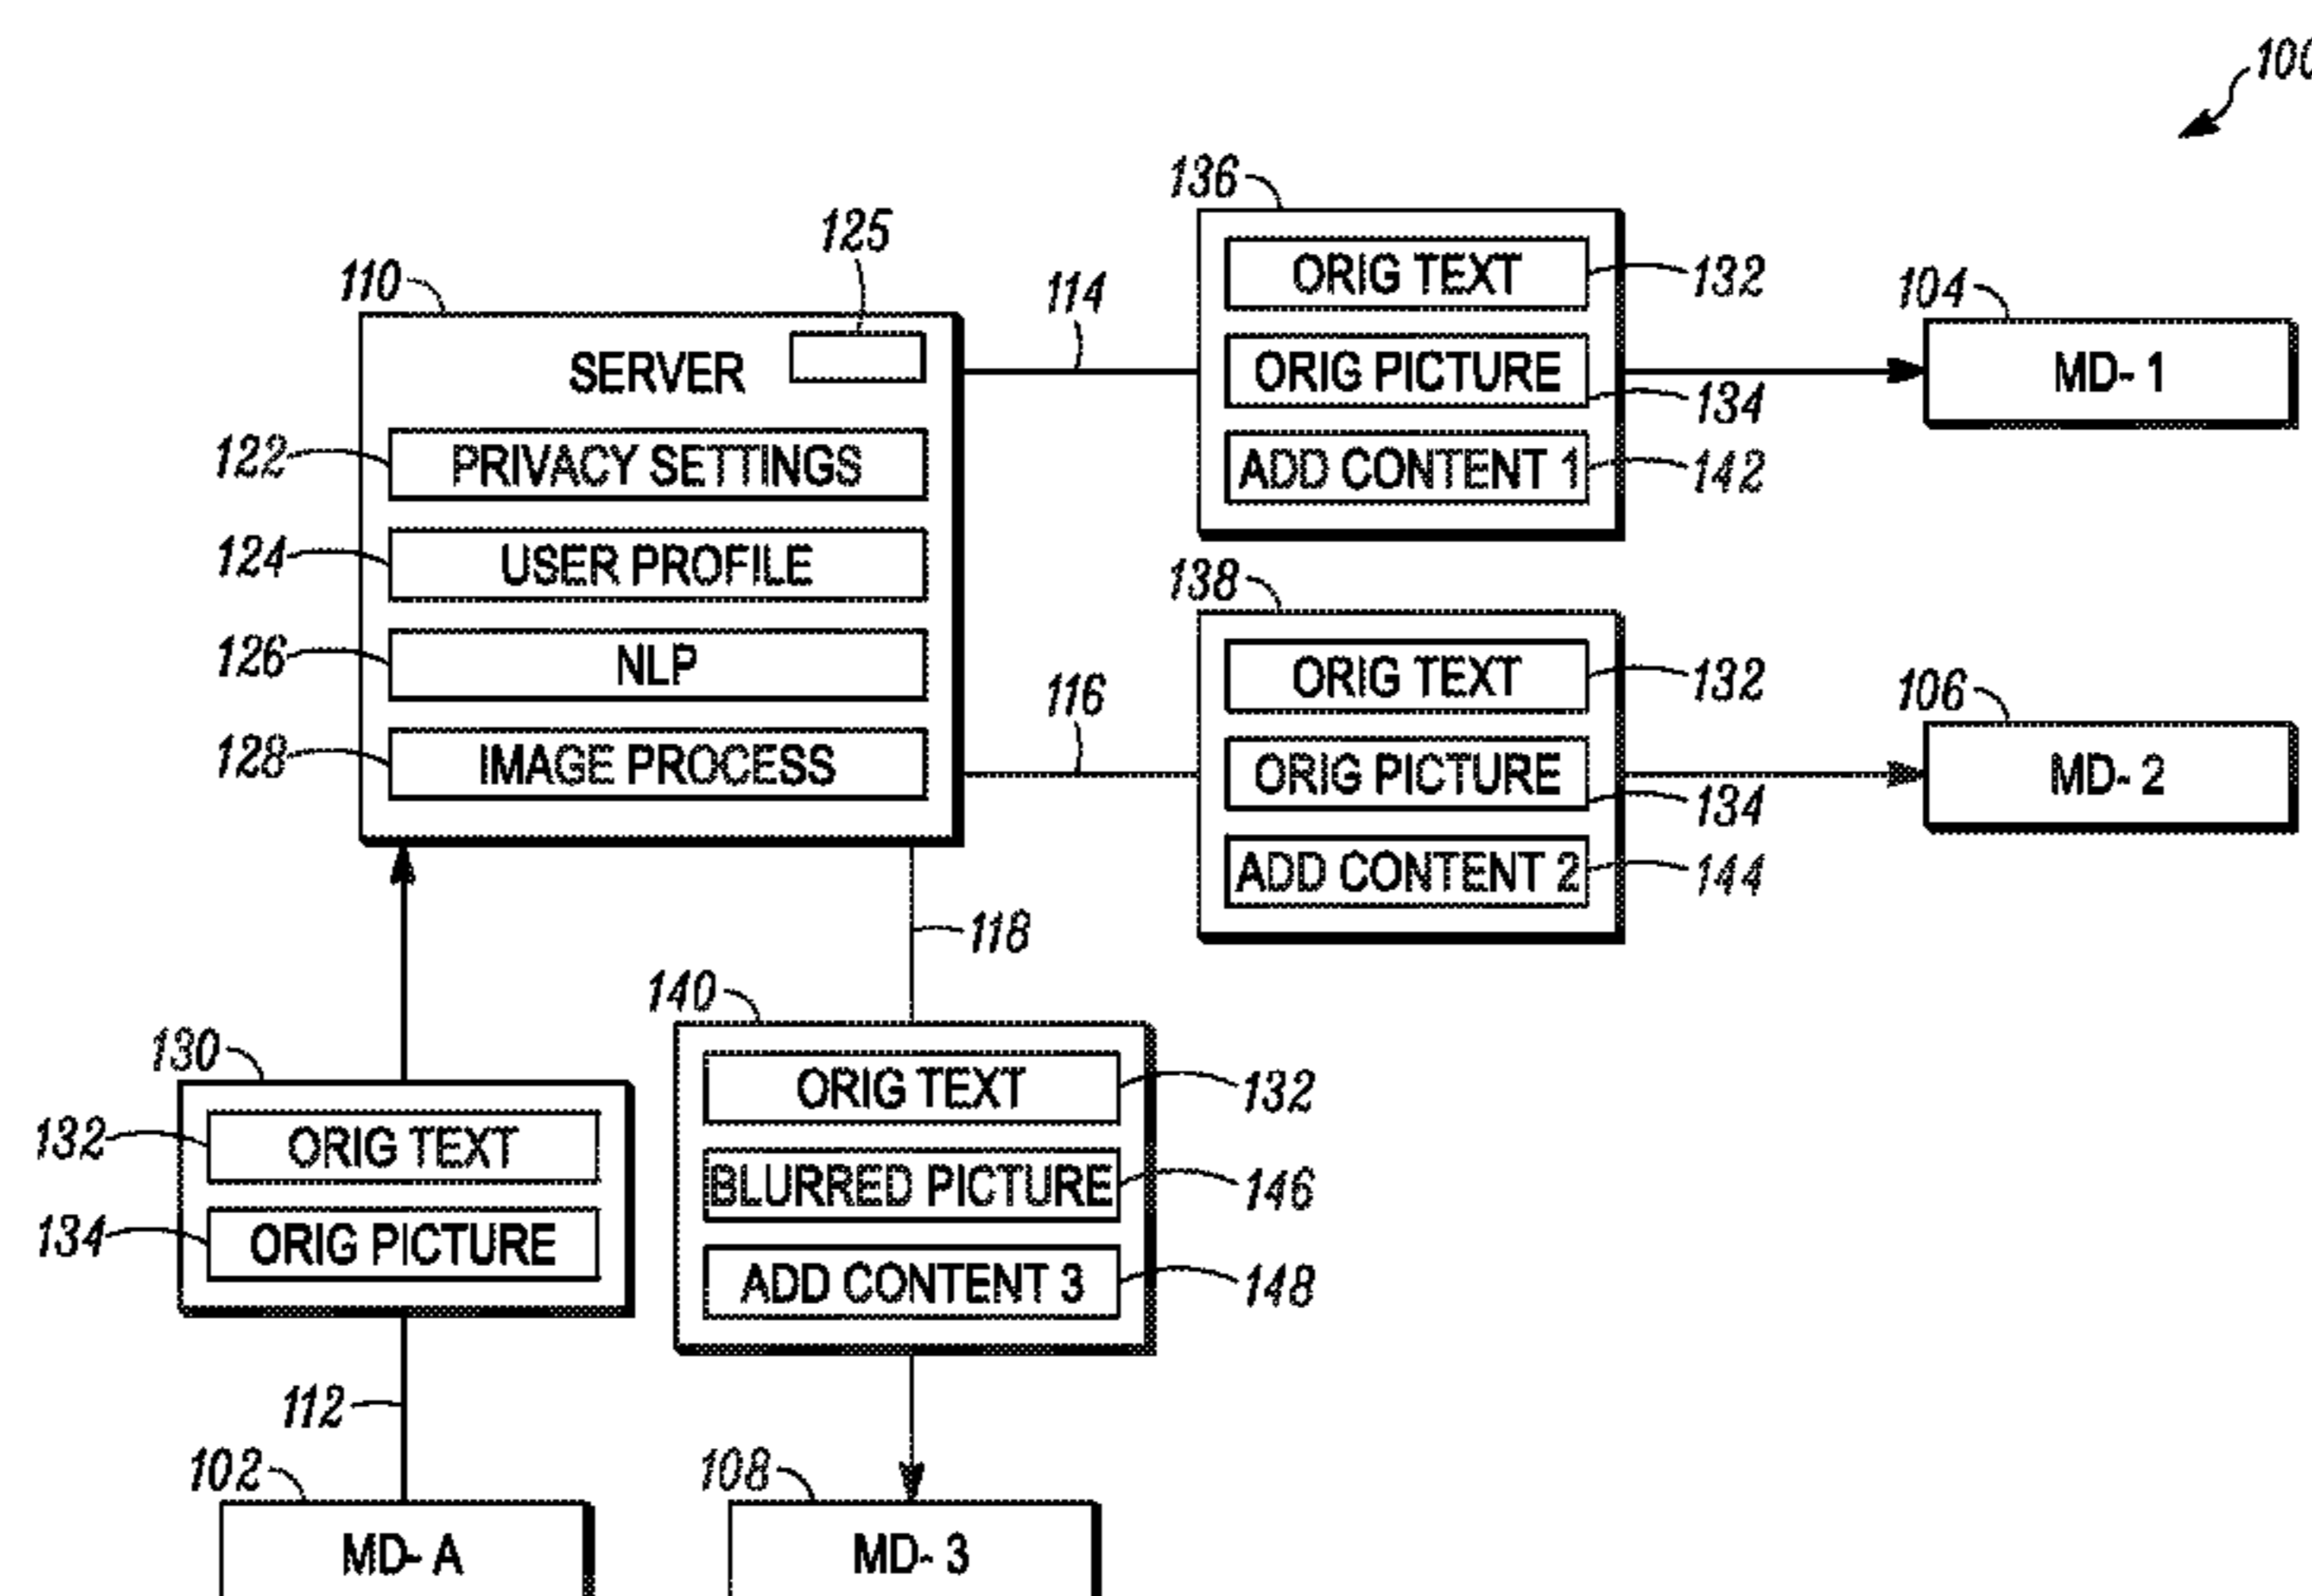 100
136
125
ORIG TEXT
132
110
114
104
SERVER
ORIG PICTURE
134
MD- 1
122
PRIVACY SETTINGS
ADD CONTENT 1
142
124
USER PROFILE
138
126
NLP
ORIG TEXT
132
116
106
128
IMAGE PROCESS
ORIG PICTURE
134
MD- 2
ADD CONTENT 2
144
118
140
130
ORIG TEXT
132
132
ORIG TEXT
BLURRED PICTURE
146
134
ORIG PICTURE
ADD CONTENT 3
148
112
102
108
MD- A
MD- 3